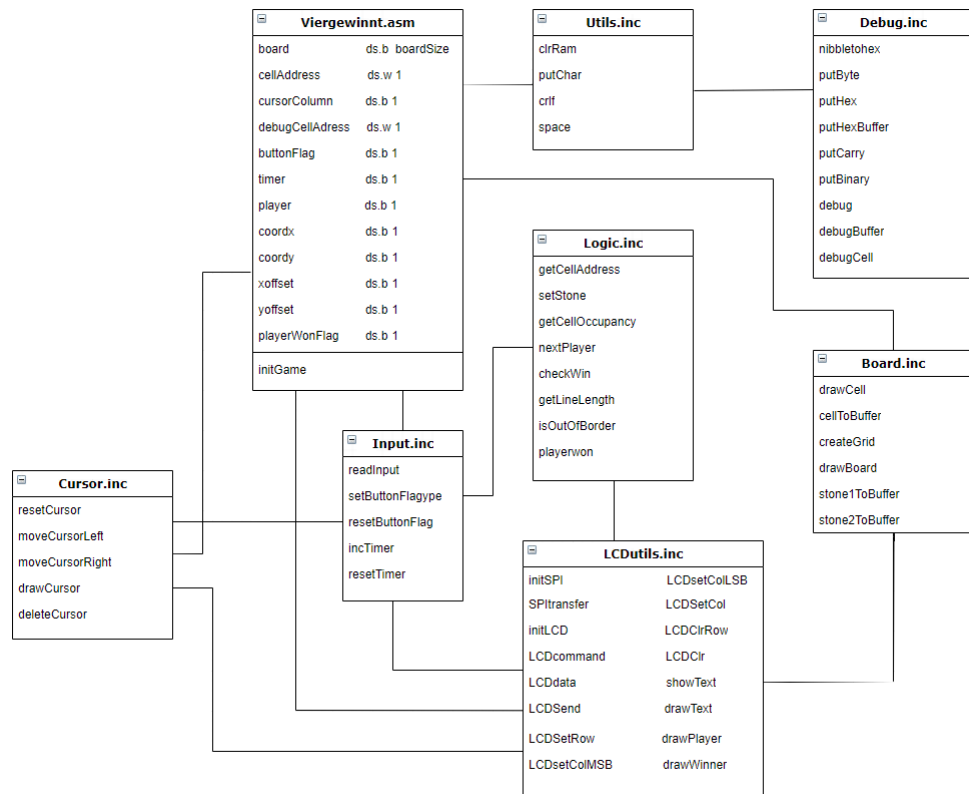 Viergewinnt.asm
board ds.b boardSize
cellAddress ds.w 1
cursorColumn ds.b 1
debugCellAdress ds.w 1
buttonFlag ds.b 1
timer ds.b 1
player ds.b 1
coordx ds.b 1
coordy ds.b 1
xoffset ds.b 1
yoffset ds.b 1
playerWonFlag ds.b 1
initGame
Utils.inc
clrRam
putChar
crlf
space
Debug.inc
nibbletohex
putByte
putHex
putHexBuffer
putCarry
putBinary
debug
debugBuffer
debugCell
Logic.inc
getCellAddress
setStone
getCellOccupancy
nextPlayer
checkWin
getLineLength
isOutOfBorder
playerwon
Board.inc
drawCell
cellToBuffer
createGrid
drawBoard
stone1ToBuffer
stone2ToBuffer
Input.inc
readInput
setButtonFlagype
resetButtonFlag
incTimer
resetTimer
Cursor.inc
resetCursor
moveCursorLeft
moveCursorRight
drawCursor
deleteCursor
LCDutils.inc
initSPI LCDsetColLSB
SPItransfer LCDSetCol
initLCD LCDClrRow
LCDcommand LCDClr
LCDdata showText
LCDSend drawText
LCDSetRow drawPlayer
LCDsetColMSB drawWinner